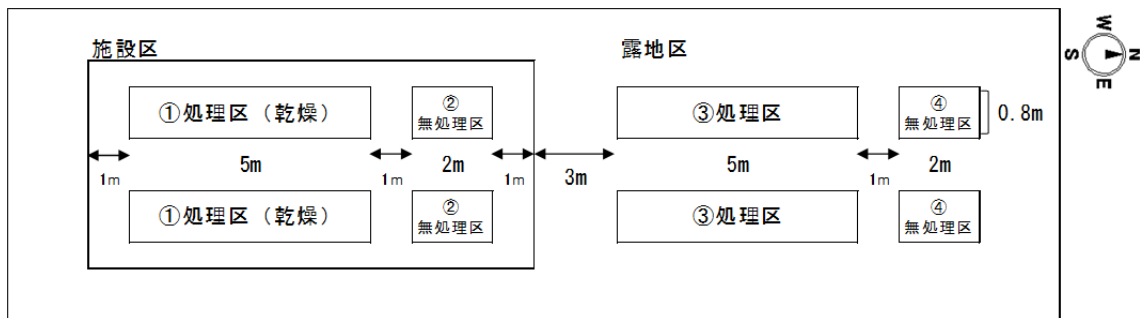 施設区
露地区
W
S
N
E
①処理区（乾燥）
②
無処理区
③処理区
④
無処理区
0.8m
1m
5m
1m
2m
1m
3m
5m
1m
2m
①処理区（乾燥）
②
無処理区
③処理区
④
無処理区